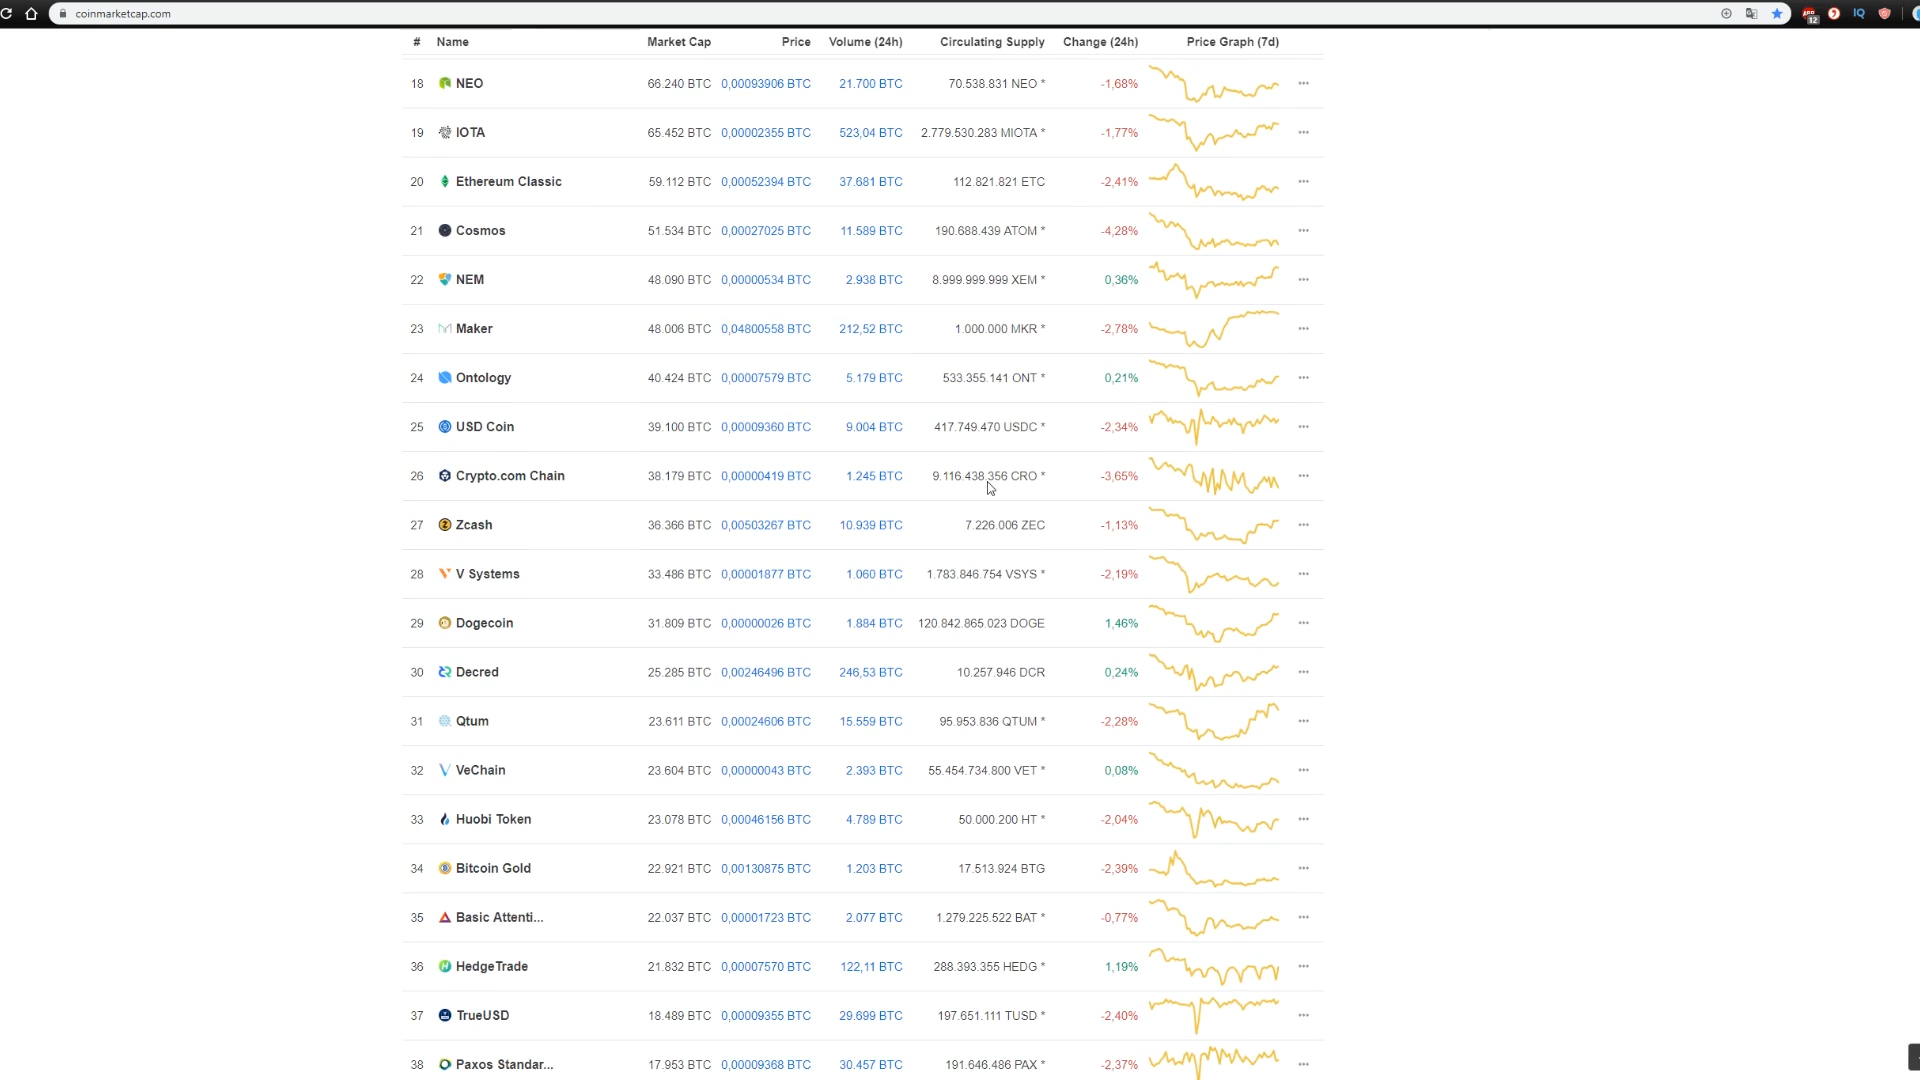 coinmarketcap.com
12
IQ
# Name Market Cap Price Volume (24h) Circulating Supply Change (24h) Price Graph (7d)
18 NEO 66.240 BTC 0,00093906 BTC 21.700 BTC 70.538.831 NEO * -1,68%
19 IOTA 65.452 BTC 0,00002355 BTC 523,04 BTC 2.779.530.283 MIOTA * -1,77%
20 Ethereum Classic 59.112 BTC 0,00052394 BTC 37.681 BTC 112.821.821 ETC -2,41%
21 Cosmos 51.534 BTC 0,00027025 BTC 11.589 BTC 190.688.439 ATOM * -4,28%
22 NEM 48.090 BTC 0,00000534 BTC 2.938 BTC 8.999.999.999 XEM * 0,36%
23 Maker 48.006 BTC 0,04800558 BTC 212,52 BTC 1.000.000 MKR * -2,78%
24 Ontology 40.424 BTC 0,00007579 BTC 5.179 BTC 533.355.141 ONT * 0,21%
25 USD Coin 39.100 BTC 0,00009360 BTC 9.004 BTC 417.749.470 USDC * -2,34%
26 Crypto.com Chain 38.179 BTC 0,00000419 BTC 1.245 BTC 9.116.438.356 CRO * -3,65%
27 Zcash 36.366 BTC 0,00503267 BTC 10.939 BTC 7.226.006 ZEC -1,13%
28 V Systems 33.486 BTC 0,00001877 BTC 1.060 BTC 1.783.846.754 VSYS * -2,19%
29 Dogecoin 31.809 BTC 0,00000026 BTC 1.884 BTC 120.842.865.023 DOGE 1,46%
30 Decred 25.285 BTC 0,00246496 BTC 246,53 BTC 10.257.946 DCR 0,24%
31 Qtum 23.611 BTC 0,00024606 BTC 15.559 BTC 95.953.836 QTUM * -2,28%
32 VeChain 23.604 BTC 0,00000043 BTC 2.393 BTC 55.454.734.800 VET * 0,08%
33 Huobi Token 23.078 BTC 0,00046156 BTC 4.789 BTC 50.000.200 HT * -2,04%
34 Bitcoin Gold 22.921 BTC 0,00130875 BTC 1.203 BTC 17.513.924 BTG -2,39%
35 Basic Attenti... 22.037 BTC 0,00001723 BTC 2.077 BTC 1.279.225.522 BAT * -0,77%
36 HedgeTrade 21.832 BTC 0,00007570 BTC 122,11 BTC 288.393.355 HEDG * 1,19%
37 TrueUSD 18.489 BTC 0,00009355 BTC 29.699 BTC 197.651.111 TUSD * -2,40%
38 Paxos Standar... 17.953 BTC 0,00009368 BTC 30.457 BTC 191.646.486 PAX * -2,37%